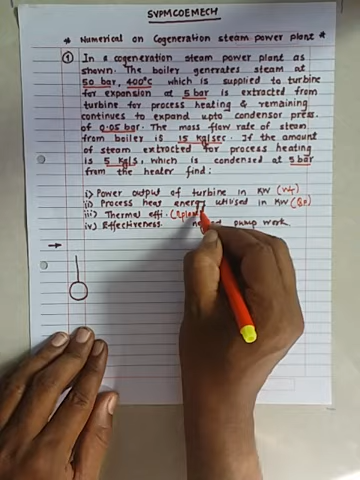 SVPMCOEMECH
* Numerical on Cogeneration steam power plant *
① In a cogeneration steam power plant as
shown. The boiler generates steam at
50 bar, 400°C which is supplied to turbine
for expansion at 5 bar is extracted from
turbine for process heating & remaining
continues to expand upto condensor press.
of 0.05 bar. The mass flow rate of steam
from boiler is 15 kg/sec. If the amount
of steam extracted for process heating
is 5 kg/s, which is condensed at 5 bar
from the heater find:
i) Power output of turbine in KW (WT)
ii) Process heat energy utilised in KW (Qp)
iii) Thermal effi.
iv) Effectiveness. pump work